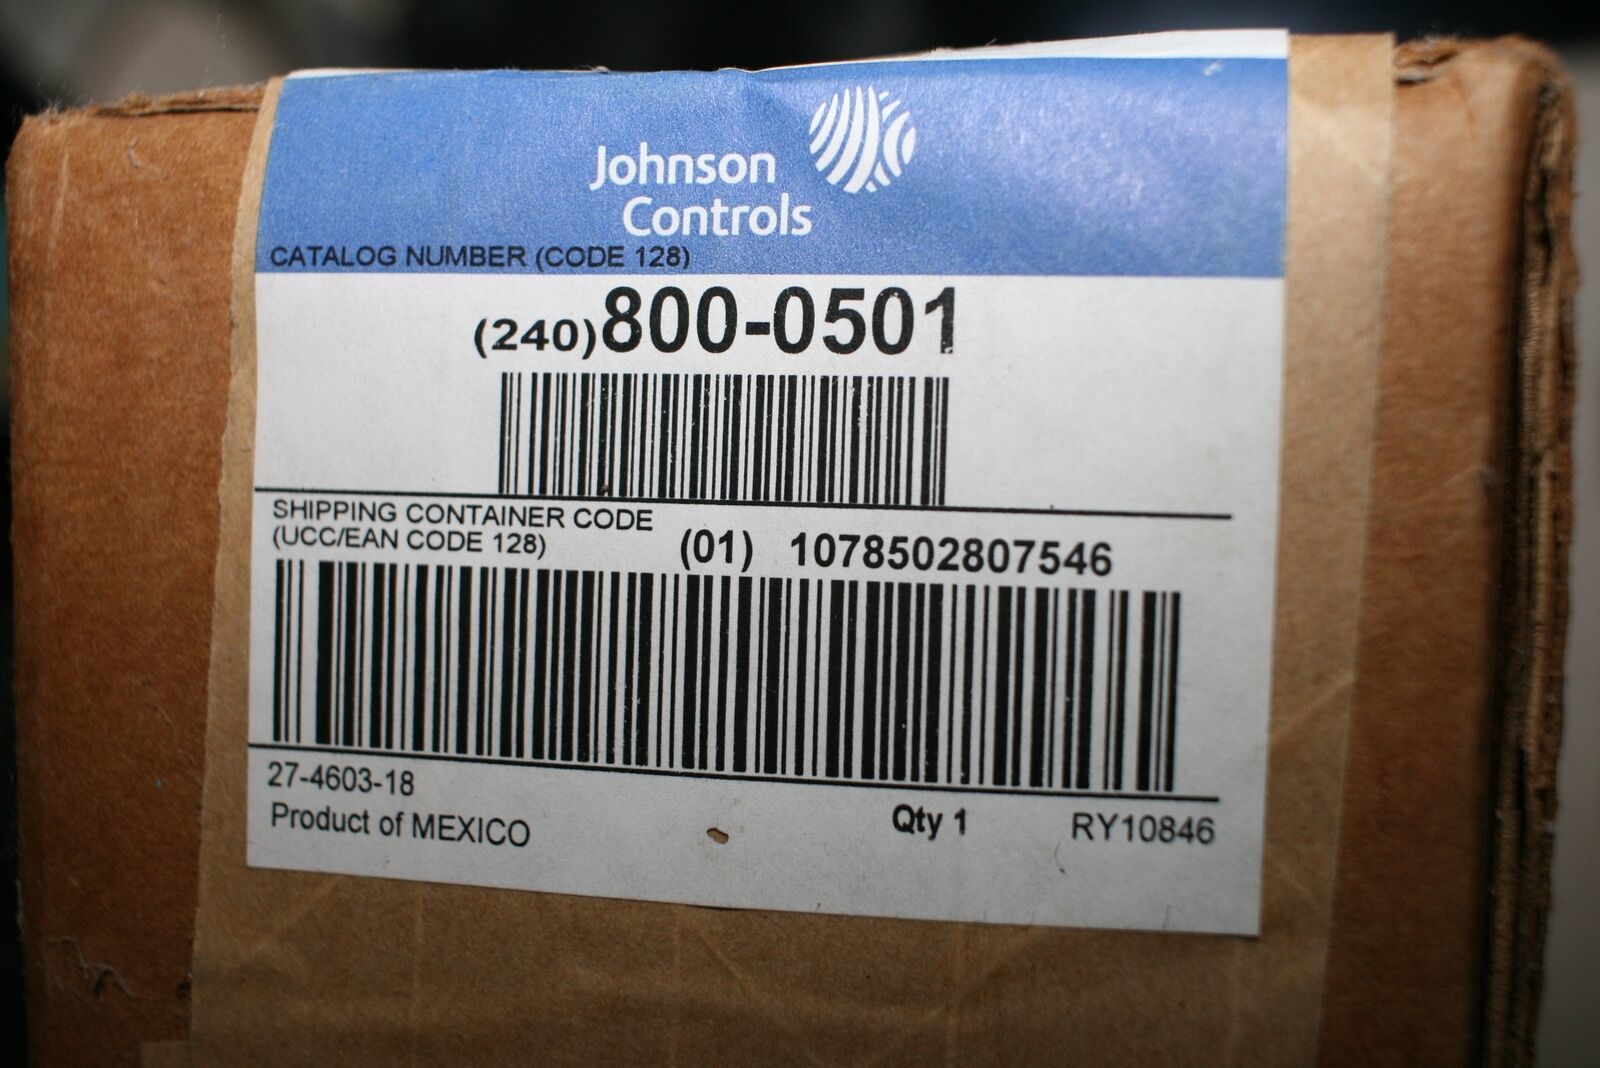 Johnson
Controls
CATALOG NUMBER (CODE 128)
(240)800-0501
SHIPPING CONTAINER CODE
(UCC/EAN CODE 128)
(01) 1078502807546
27-4603-18
Product of MEXICO
Qty 1
RY10846